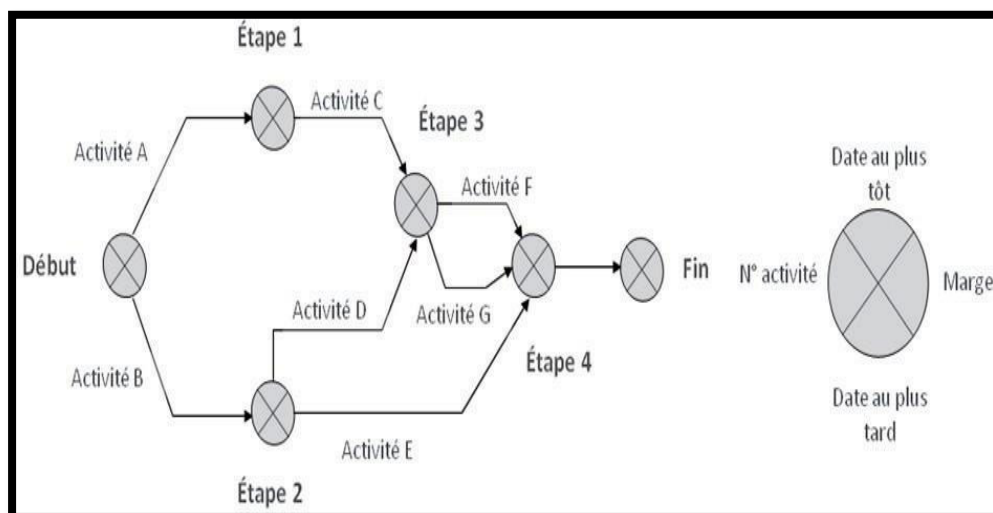 Étape 1
Activité C
Étape 3
Activité A
Activité F
Date au plus
tôt
Début
Fin
N° activité
Marge
Activité D
Activité G
Étape 4
Activité B
Date au plus
tard
Activité E
Étape 2